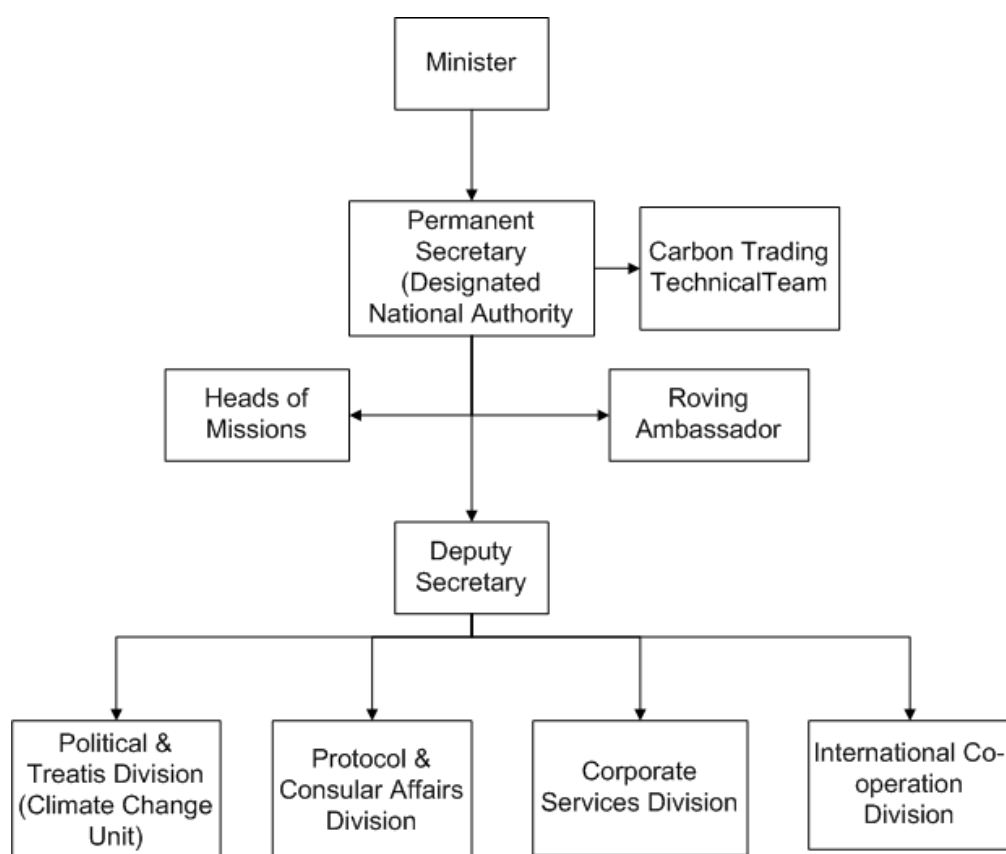 Minister
Permanent
Secretary
(Designated
National Authority
Carbon Trading
TechnicalTeam
Heads of
Missions
Roving
Ambassador
Deputy
Secretary
Political &
Treatis Division
(Climate Change
Unit)
Protocol &
Consular Affairs
Division
Corporate
Services Division
International Co-
operation
Division